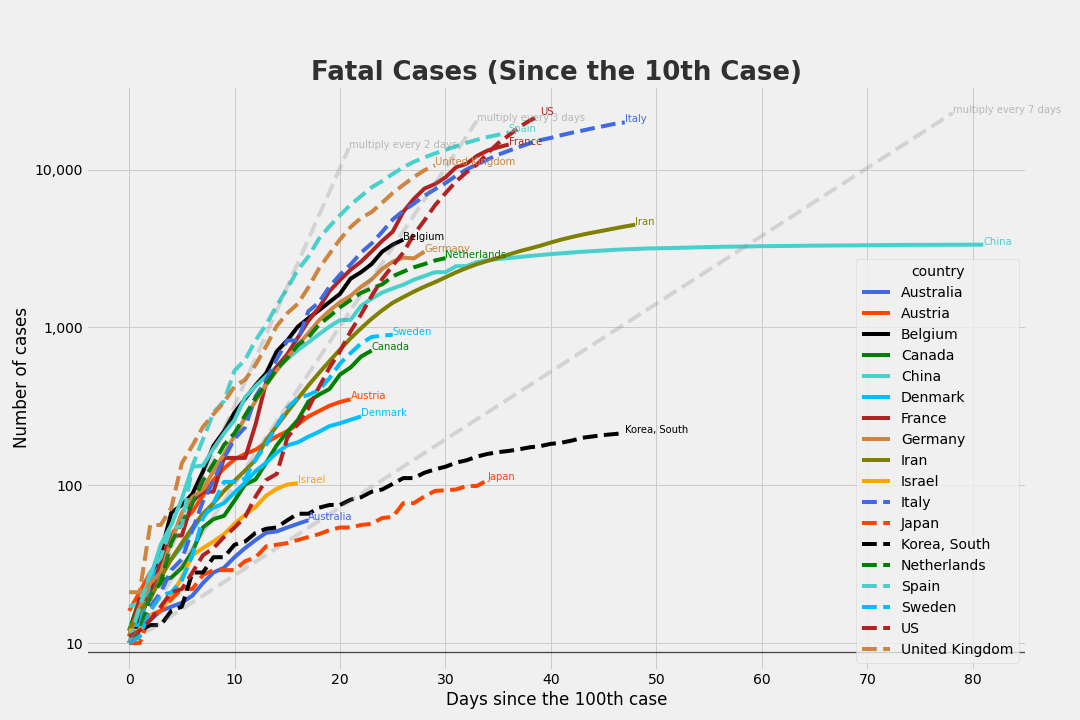 Fatal Cases (Since the 10th Case)
US
multiply every 3 days
Italy
multiply every 7 days
Spain
France
multiply every 2 days
United Kingdom
10,000
Iran
Belgium
China
Germany
Netherlands
1,000
Sweden
Canada
Austria
Denmark
Korea, South
Japan
Israel
100
Australia
10
Number of cases
country
Australia
Austria
Belgium
Canada
China
Denmark
France
Germany
Iran
Israel
Italy
Japan
Korea, South
Netherlands
Spain
Sweden
US
United Kingdom
0 10 20 30 40 50 60 70 80
Days since the 100th case